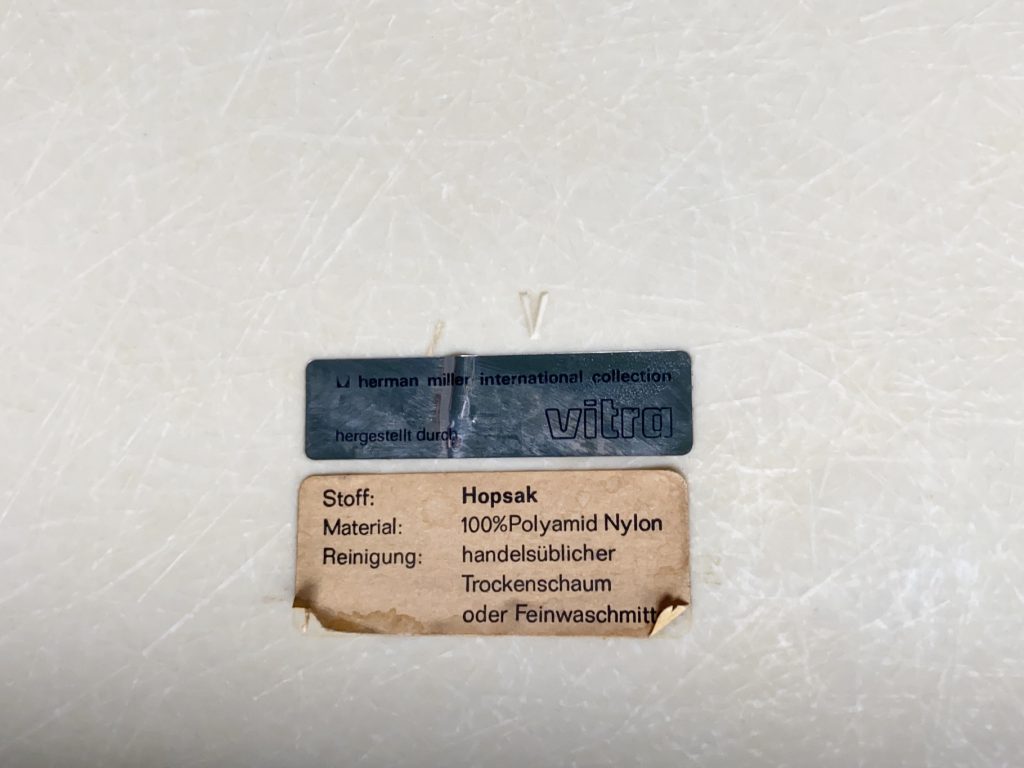 V
herman miller international collection
hergestellt durch vitra
Stoff: Hopsak
Material: 100%Polyamid Nylon
Reinigung: handelsüblicher
Trockenschaum
oder Feinwaschmitt